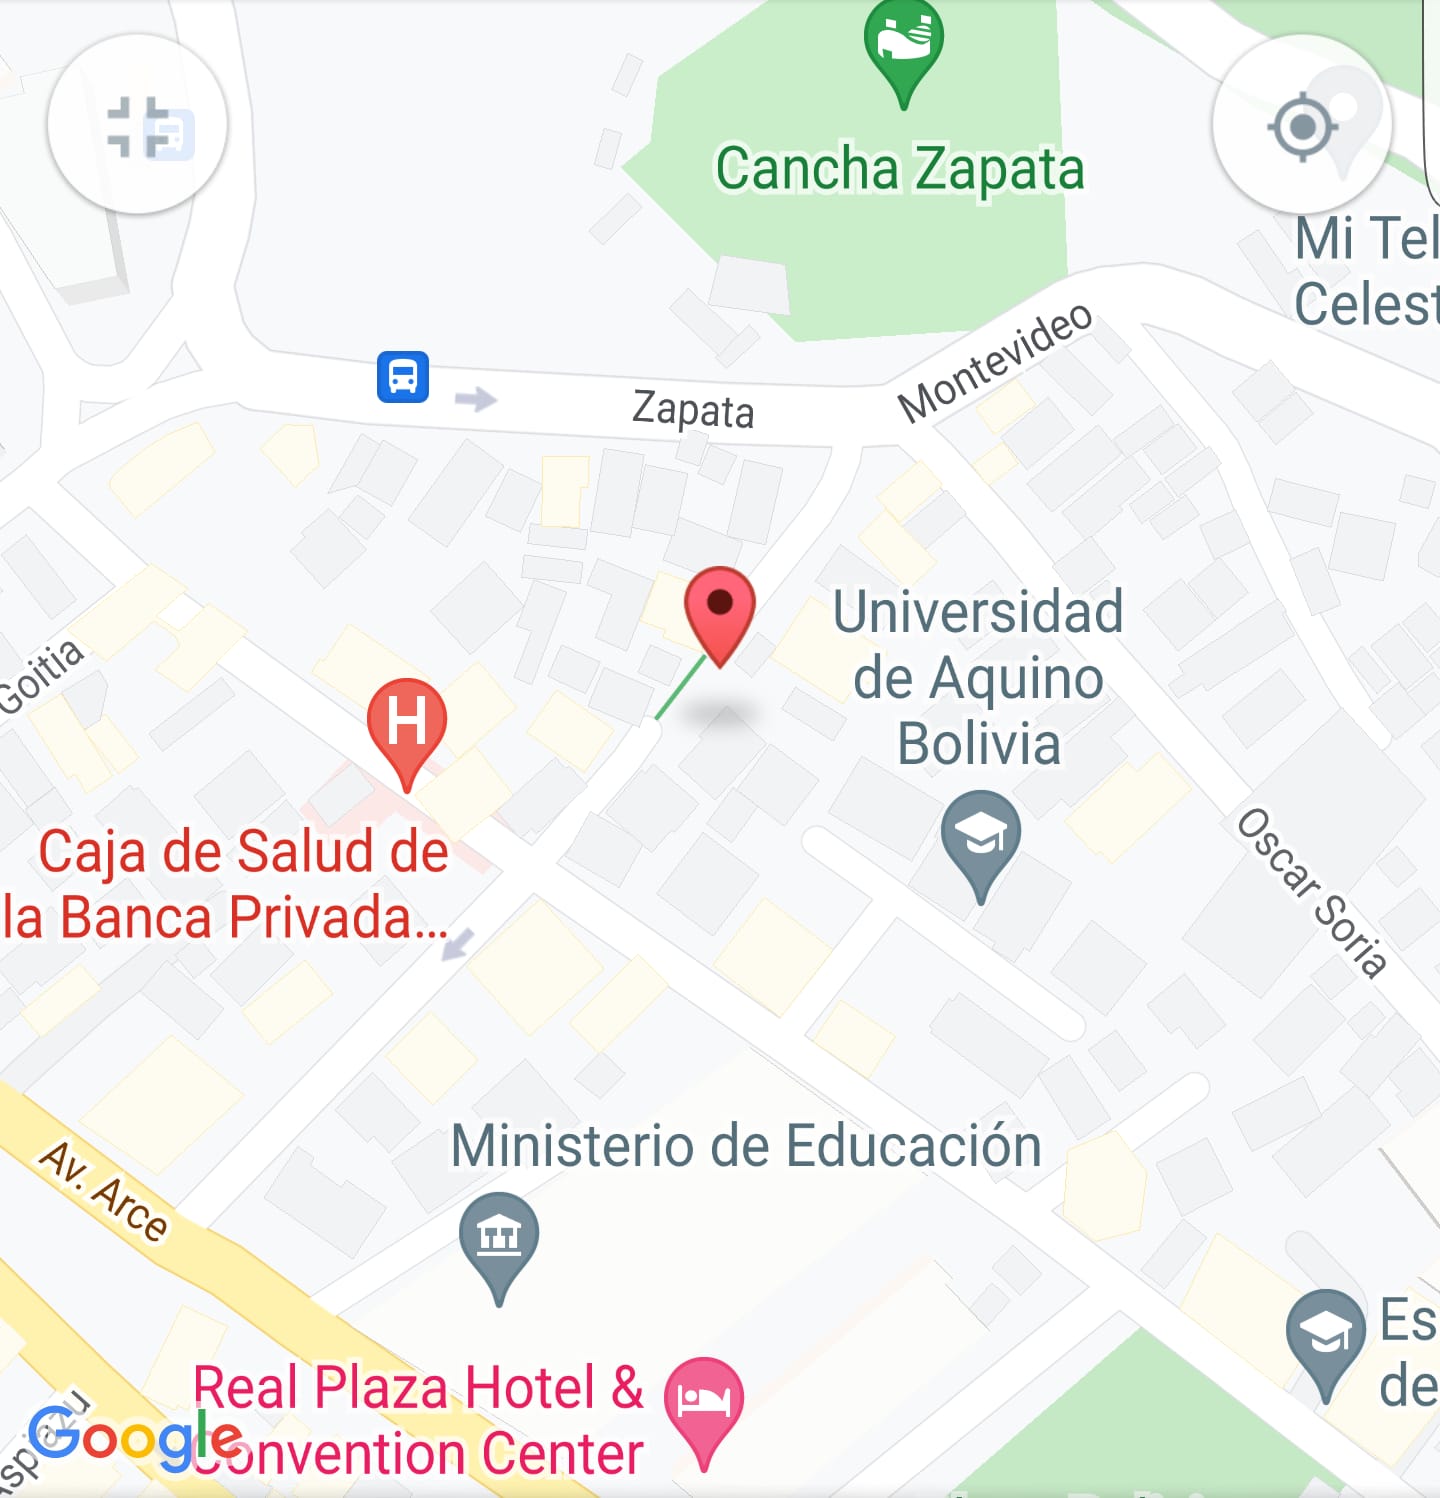 Cancha Zapata
Mi Tel
Celest
Montevideo
Zapata
Universidad
de Aquino
Bolivia
Goitia
H
Caja de Salud de
la Banca Privada...
Oscar Soria
Ministerio de Educación
Av. Arce
Es
de
Real Plaza Hotel &
Convention Center
Google